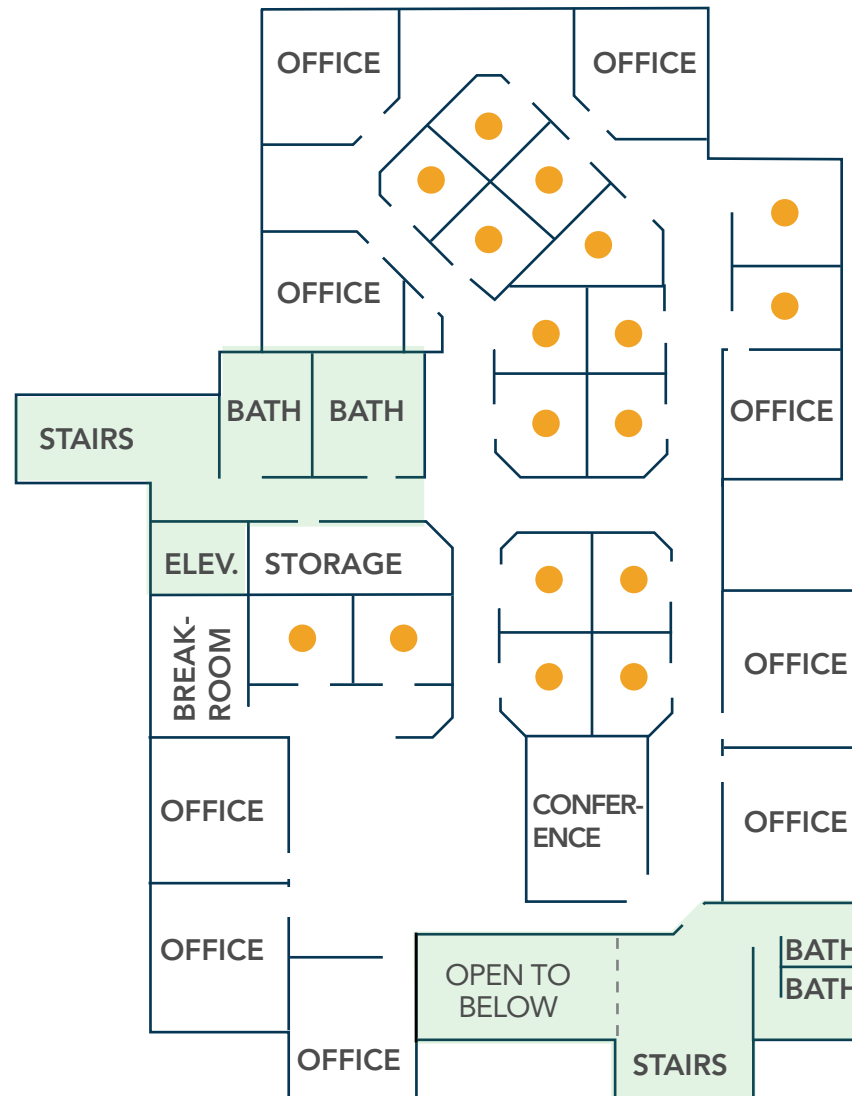 OFFICE
OFFICE
OFFICE
BATH
BATH
OFFICE
STAIRS
ELEV.
STORAGE
BREAK-
ROOM
OFFICE
OFFICE
CONFER-
ENCE
OFFICE
OFFICE
BATH
OPEN TO
BELOW
BATH
OFFICE
STAIRS